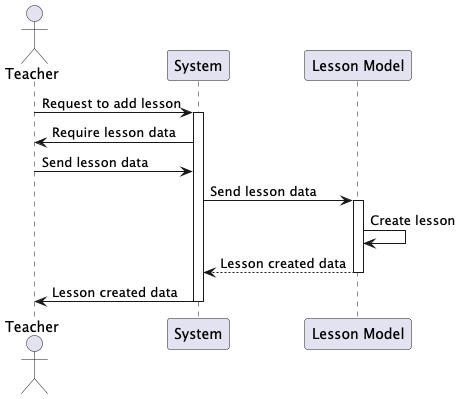 Teacher
System
Lesson Model
Request to add lesson
Require lesson data
Send lesson data
Send lesson data
Create lesson
Lesson created data
Lesson created data
Teacher
System
Lesson Model